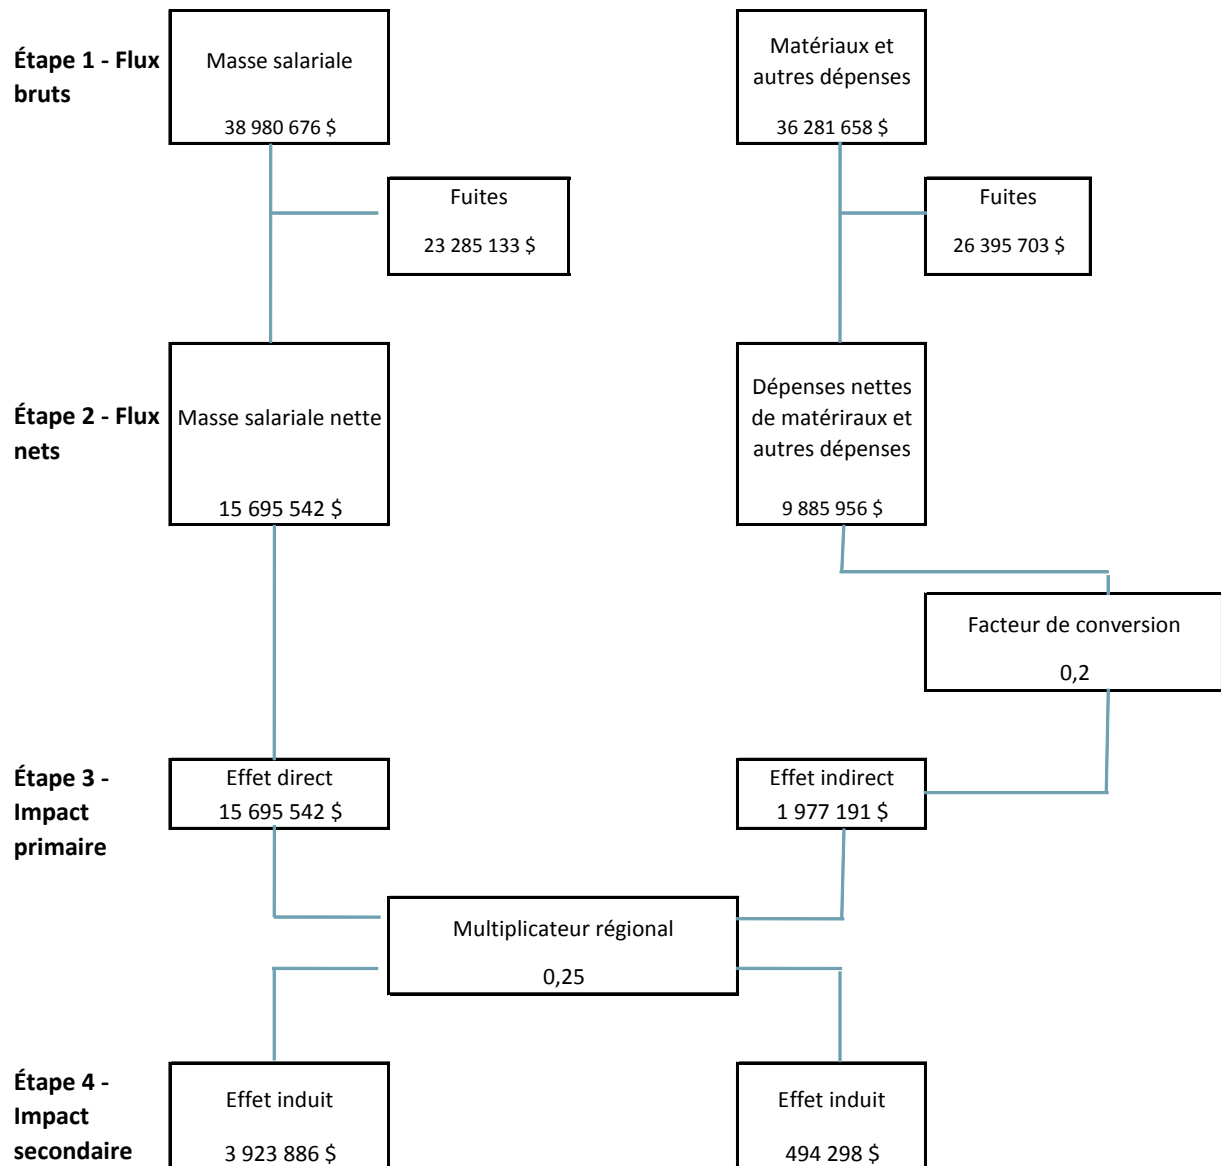 Étape 1 - Flux
bruts
Masse salariale
38 980 676 $
Matériaux et
autres dépenses
36 281 658 $
Fuites
23 285 133 $
Fuites
26 395 703 $
Étape 2 - Flux
nets
Masse salariale nette
15 695 542 $
Dépenses nettes
de matériraux et
autres dépenses
9 885 956 $
Facteur de conversion
0,2
Étape 3 -
Impact
primaire
Effet direct
15 695 542 $
Effet indirect
1 977 191 $
Multiplicateur régional
0,25
Étape 4 -
Impact
secondaire
Effet induit
3 923 886 $
Effet induit
494 298 $